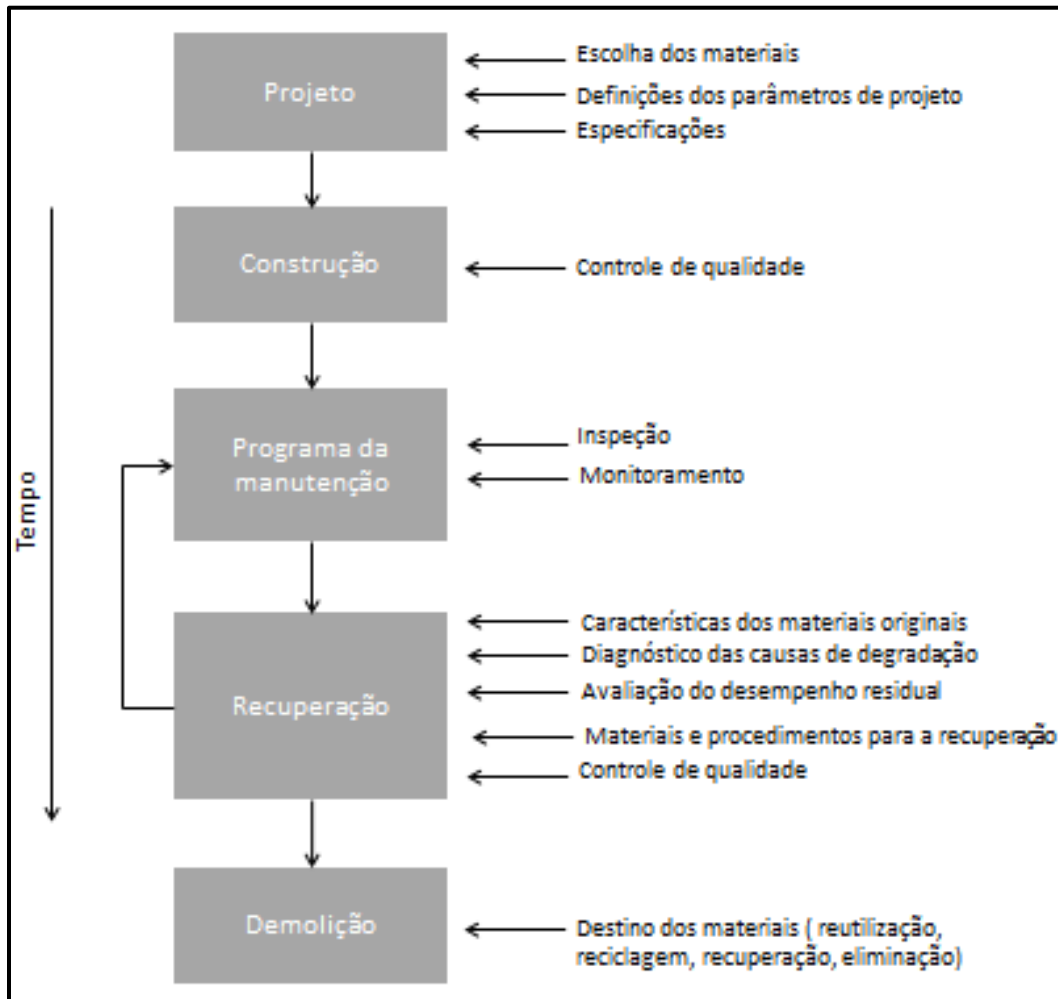 Projeto
Escolha dos materiais
Definições dos parâmetros de projeto
Especificações
Construção
Controle de qualidade
Tempo
Programa da
manutenção
Inspeção
Monitoramento
Recuperação
Características dos materiais originais
Diagnóstico das causas de degradação
Avaliação do desempenho residual
Materiais e procedimentos para a recuperação
Controle de qualidade
Demolição
Destino dos materiais ( reutilização,
reciclagem, recuperação, eliminação)